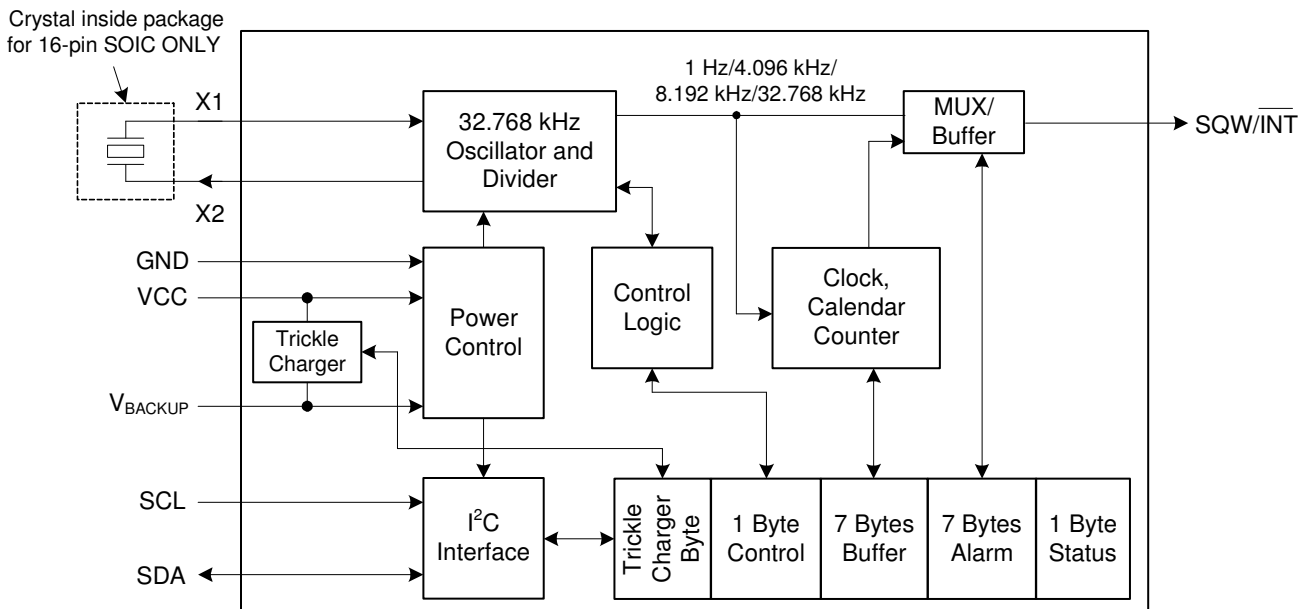 Crystal inside package
for 16-pin SOIC ONLY
X1
X2
1 Hz/4.096 kHz/
8.192 kHz/32.768 kHz
32.768 kHz
Oscillator and
Divider
MUX/
Buffer
SQW/INT
GND
VCC
Trickle
Charger
VBACKUP
Power
Control
Control
Logic
Clock,
Calendar
Counter
SCL
SDA
I²C
Interface
Trickle
Charger
Byte
1 Byte
Control
7 Bytes
Buffer
7 Bytes
Alarm
1 Byte
Status